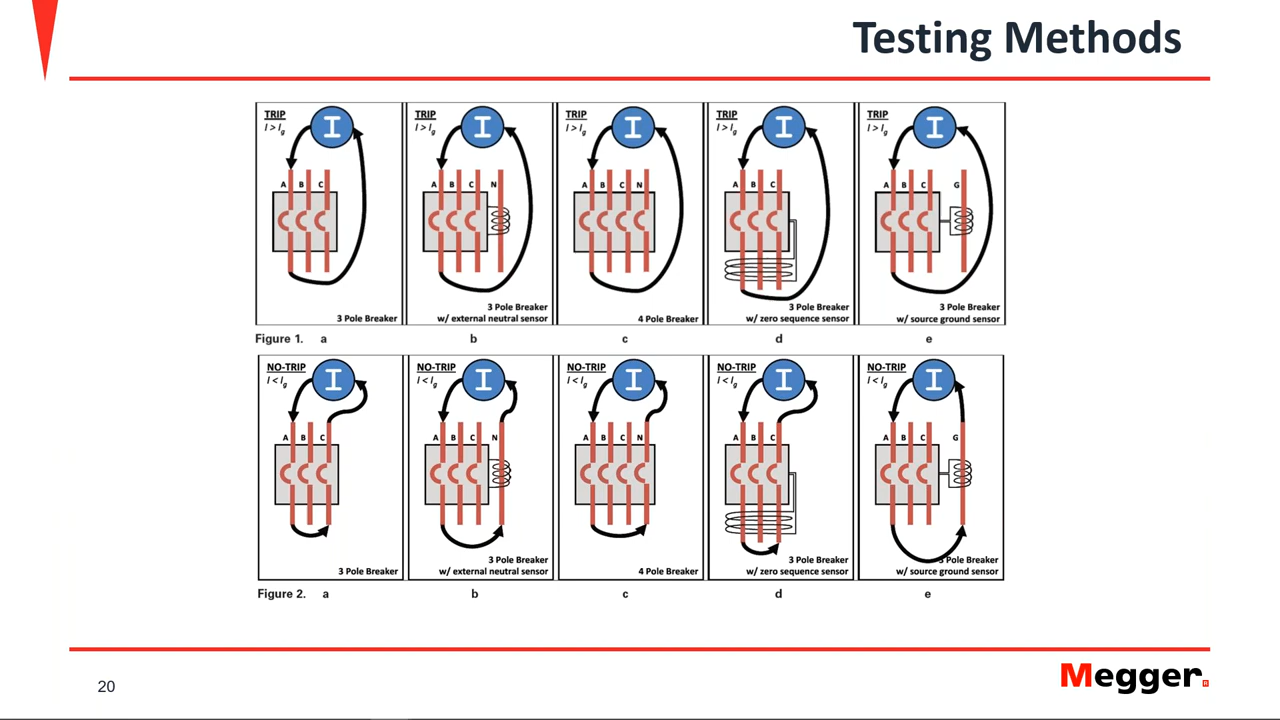 Testing Methods
TRIP
I > Ig
A B C
3 Pole Breaker
TRIP
I > Ig
A B C N
3 Pole Breaker
w/ external neutral sensor
TRIP
I > Ig
A B C N
4 Pole Breaker
TRIP
I > Ig
A B C
3 Pole Breaker
w/ zero sequence sensor
TRIP
I > Ig
A B C G
3 Pole Breaker
w/ source ground sensor
Figure 1. a b c d e
NO-TRIP
I < Ig
A B C
3 Pole Breaker
NO-TRIP
I < Ig
A B C N
3 Pole Breaker
w/ external neutral sensor
NO-TRIP
I < Ig
A B C N
4 Pole Breaker
NO-TRIP
I < Ig
A B C
3 Pole Breaker
w/ zero sequence sensor
NO-TRIP
I < Ig
A B C G
3 Pole Breaker
w/ source ground sensor
Figure 2. a b c d e
20
Megger